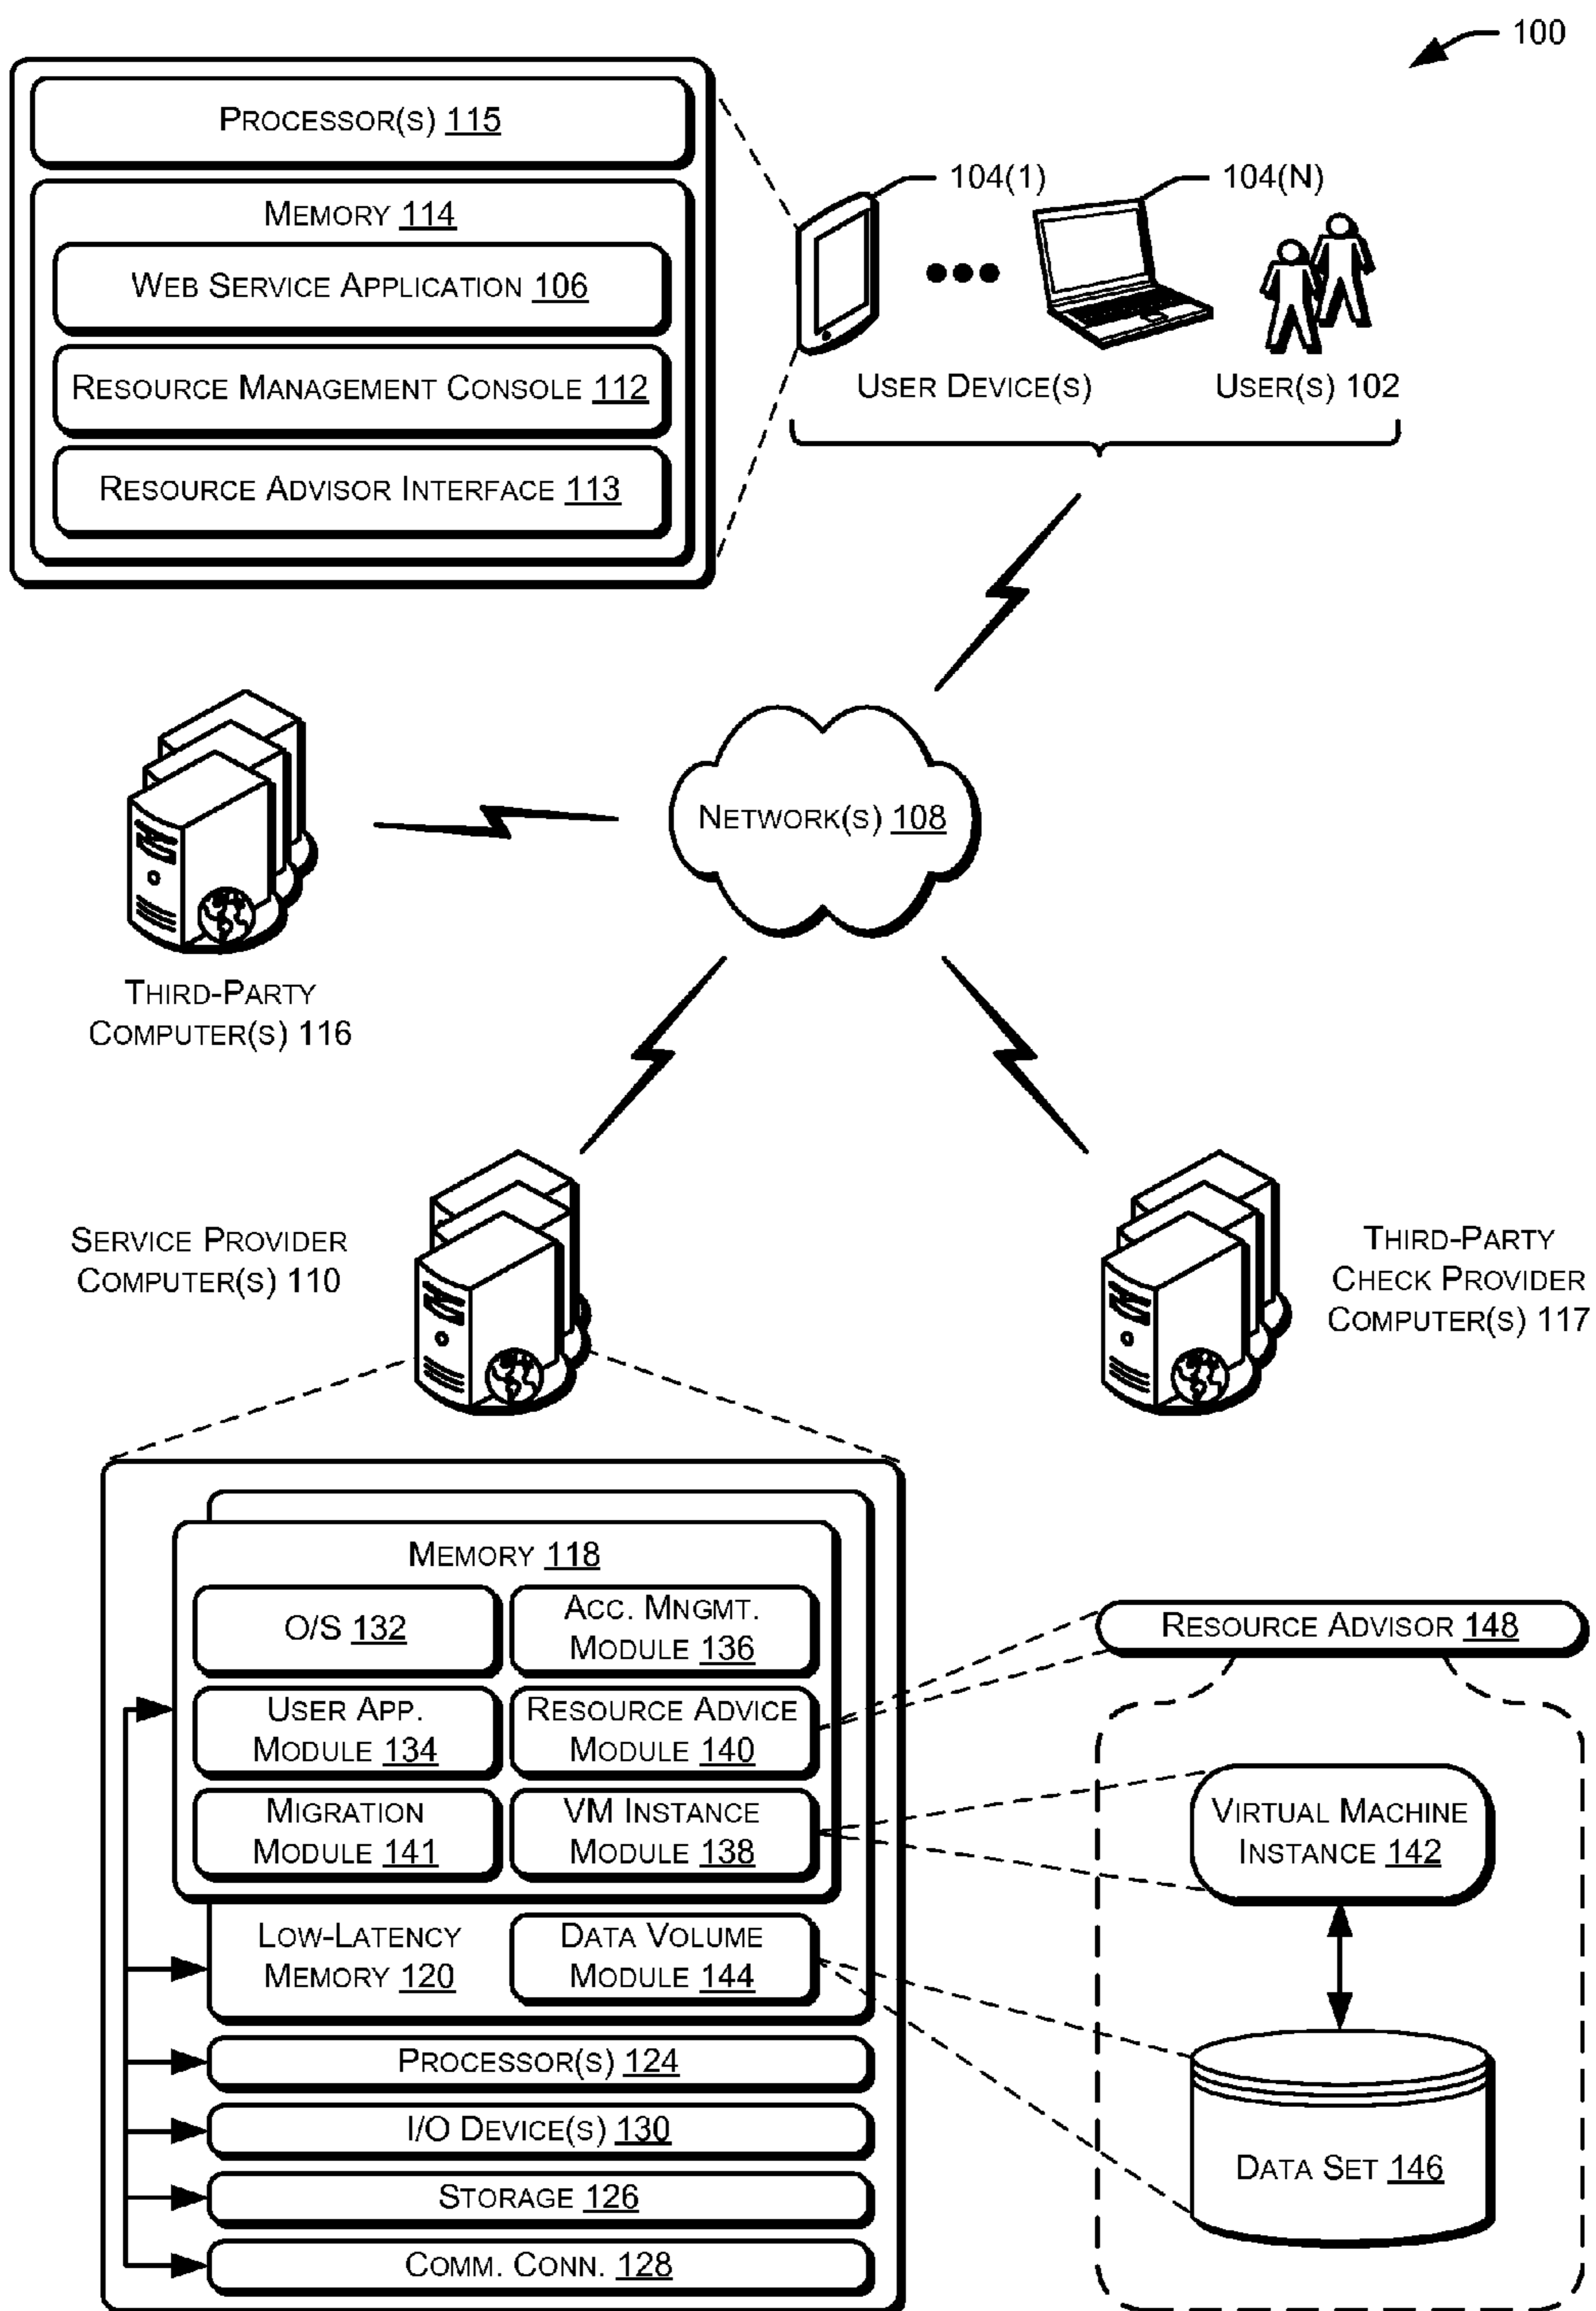 100
PROCESSOR(S) 115
MEMORY 114
WEB SERVICE APPLICATION 106
RESOURCE MANAGEMENT CONSOLE 112
RESOURCE ADVISOR INTERFACE 113
104(1)
104(N)
USER DEVICE(S)
USER(S) 102
NETWORK(S) 108
THIRD-PARTY
COMPUTER(S) 116
SERVICE PROVIDER
COMPUTER(S) 110
THIRD-PARTY
CHECK PROVIDER
COMPUTER(S) 117
MEMORY 118
O/S 132
ACC. MNGMT.
MODULE 136
USER APP.
MODULE 134
RESOURCE ADVICE
MODULE 140
MIGRATION
MODULE 141
VM INSTANCE
MODULE 138
LOW-LATENCY
MEMORY 120
DATA VOLUME
MODULE 144
PROCESSOR(S) 124
I/O DEVICE(S) 130
STORAGE 126
COMM. CONN. 128
RESOURCE ADVISOR 148
VIRTUAL MACHINE
INSTANCE 142
DATA SET 146